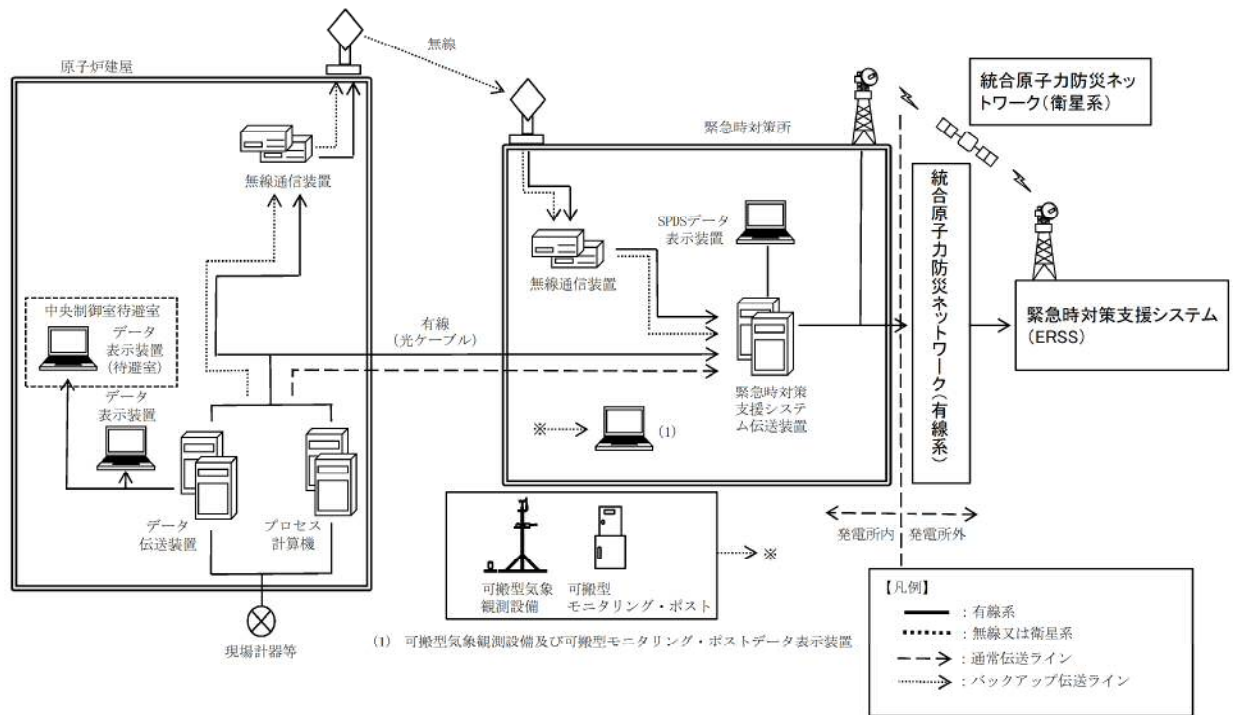 無線
原子炉建屋
無線通信装置
中央制御室待避室
データ
表示装置
(待避室)
データ
表示装置
データ
伝送装置
プロセス
計算機
現場計器等
有線
(光ケーブル)
緊急時対策所
無線通信装置
SPDSデータ
表示装置
緊急時対策
支援システ
ム伝送装置
※
(1)
可搬型気象
観測設備
可搬型
モニタリング・ポスト
※
(1) 可搬型気象観測設備及び可搬型モニタリング・ポストデータ表示装置
統合原子力防災ネッ
トワーク(衛星系)
統合原子力防災ネットワーク(有線系)
緊急時対策支援システム
(ERSS)
発電所内
発電所外
【凡例】
:有線系
:無線又は衛星系
:通常伝送ライン
:バックアップ伝送ライン